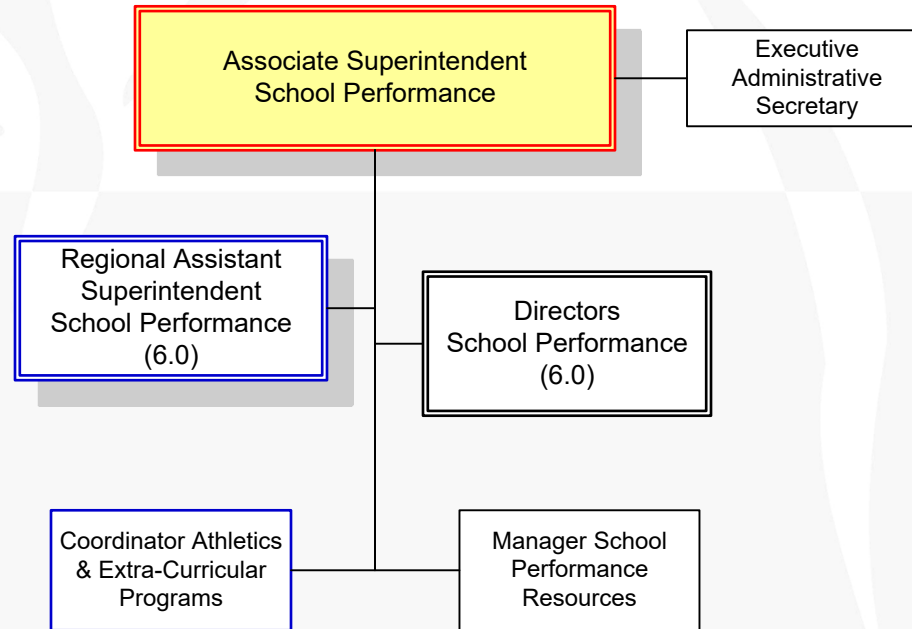 Associate Superintendent
School Performance
Executive
Administrative
Secretary
Regional Assistant
Superintendent
School Performance
(6.0)
Directors
School Performance
(6.0)
Coordinator Athletics
& Extra-Curricular
Programs
Manager School
Performance
Resources